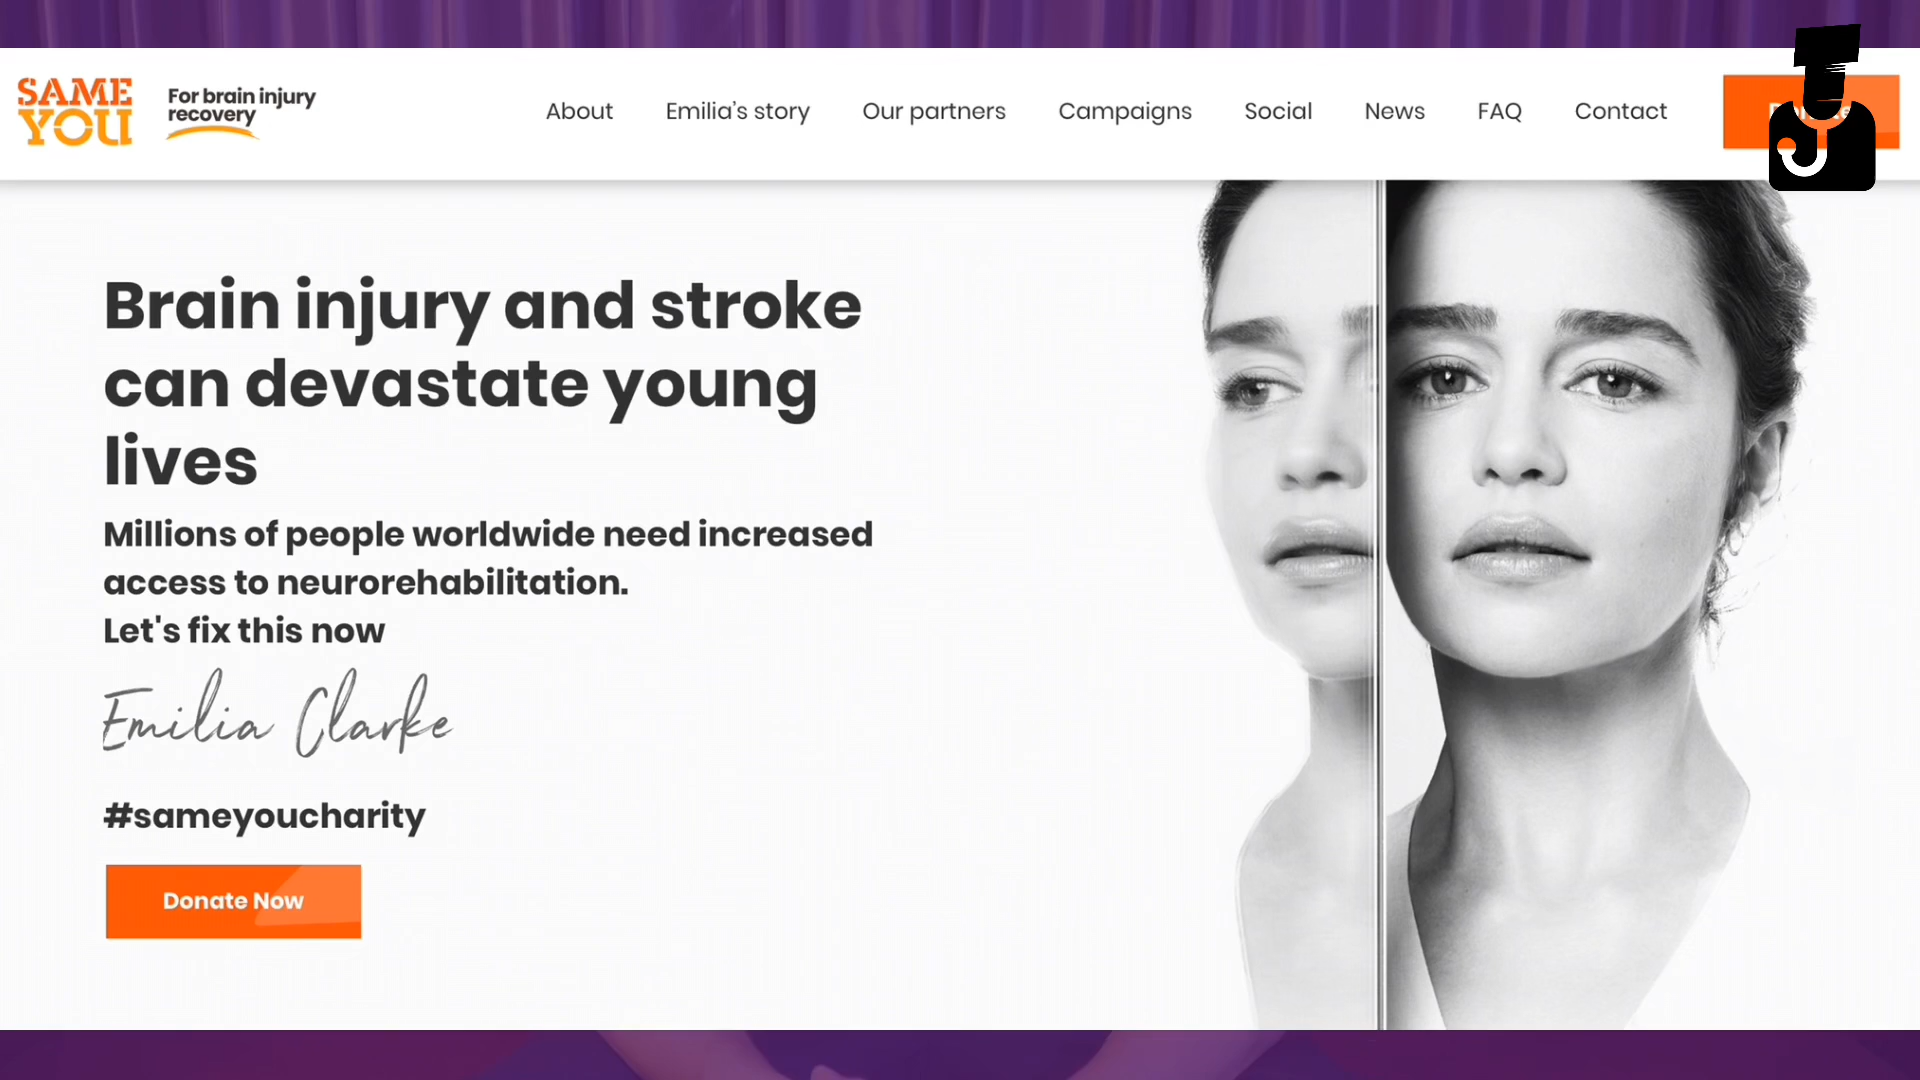 SAME
YOU
For brain injury
recovery
About
Emilia's story
Our partners
Campaigns
Social
News
FAQ
Contact
Brain injury and stroke
can devastate young
lives
Millions of people worldwide need increased
access to neurorehabilitation.
Let's fix this now
Emilia Clarke
#sameyoucharity
Donate Now